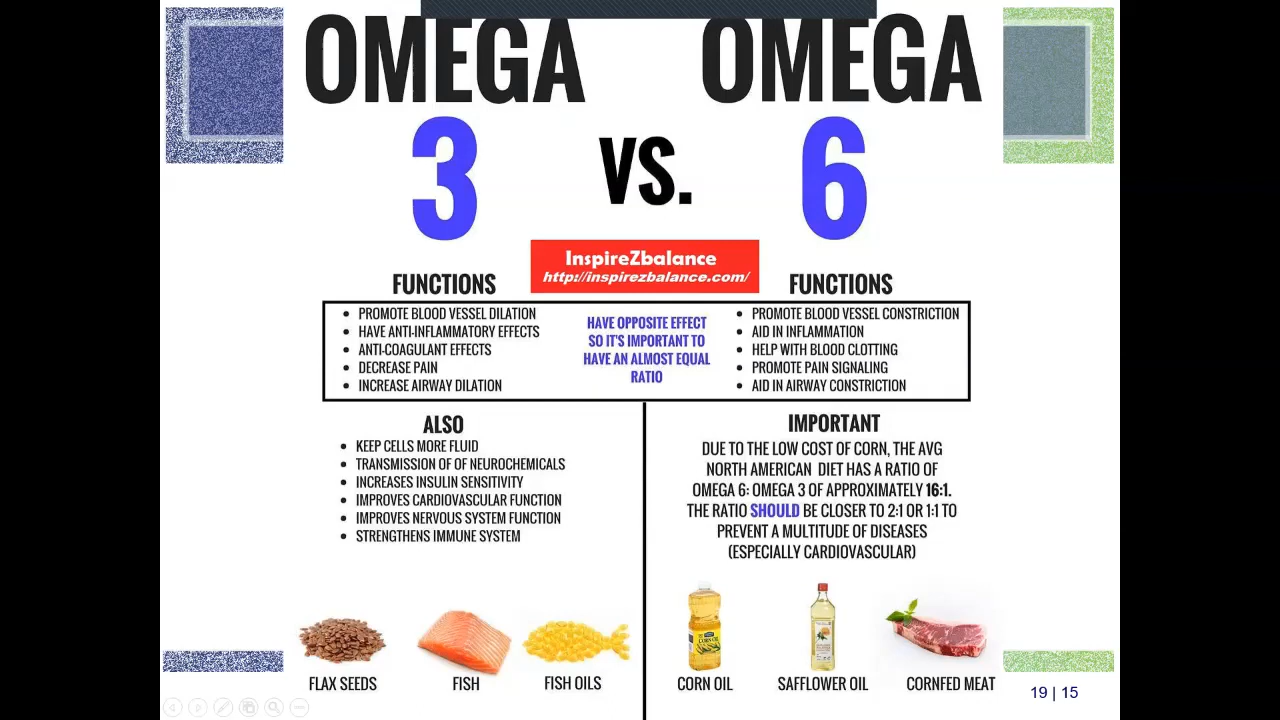 OMEGA
3
VS.
OMEGA
6
InspireZbalance
http://inspirezbalance.com/
FUNCTIONS
PROMOTE BLOOD VESSEL DILATION
HAVE ANTI-INFLAMMATORY EFFECTS
ANTI-COAGULANT EFFECTS
DECREASE PAIN
INCREASE AIRWAY DILATION
HAVE OPPOSITE EFFECT
SO IT'S IMPORTANT TO
HAVE AN ALMOST EQUAL
RATIO
FUNCTIONS
PROMOTE BLOOD VESSEL CONSTRICTION
AID IN INFLAMMATION
HELP WITH BLOOD CLOTTING
PROMOTE PAIN SIGNALING
AID IN AIRWAY CONSTRICTION
ALSO
KEEP CELLS MORE FLUID
TRANSMISSION OF OF NEUROCHEMICALS
INCREASES INSULIN SENSITIVITY
IMPROVES CARDIOVASCULAR FUNCTION
IMPROVES NERVOUS SYSTEM FUNCTION
STRENGTHENS IMMUNE SYSTEM
IMPORTANT
DUE TO THE LOW COST OF CORN, THE AVG
NORTH AMERICAN DIET HAS A RATIO OF
OMEGA 6: OMEGA 3 OF APPROXIMATELY 16:1.
THE RATIO SHOULD BE CLOSER TO 2:1 OR 1:1 TO
PREVENT A MULTITUDE OF DISEASES
(ESPECIALLY CARDIOVASCULAR)
FLAX SEEDS
FISH
FISH OILS
CORN OIL
CORN OIL
SAFFLOWER OIL
CORNFED MEAT
19 | 15